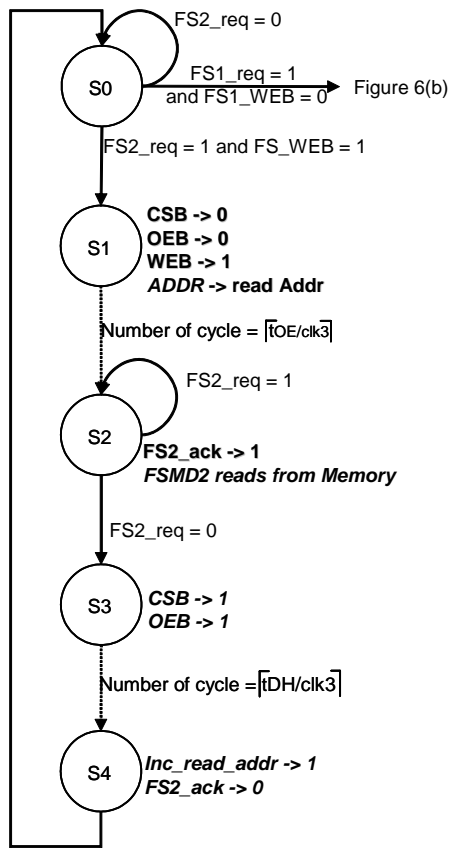 FS2_req = 0
S0
FS1_req = 1
and FS1_WEB = 0
Figure 6(b)
FS2_req = 1 and FS_WEB = 1
S1
CSB -> 0
OEB -> 0
WEB -> 1
ADDR -> read Addr
Number of cycle = ⌈tOE/clk3⌉
FS2_req = 1
S2
FS2_ack -> 1
FSMD2 reads from Memory
FS2_req = 0
S3
CSB -> 1
OEB -> 1
Number of cycle = ⌈tDH/clk3⌉
S4
Inc_read_addr -> 1
FS2_ack -> 0